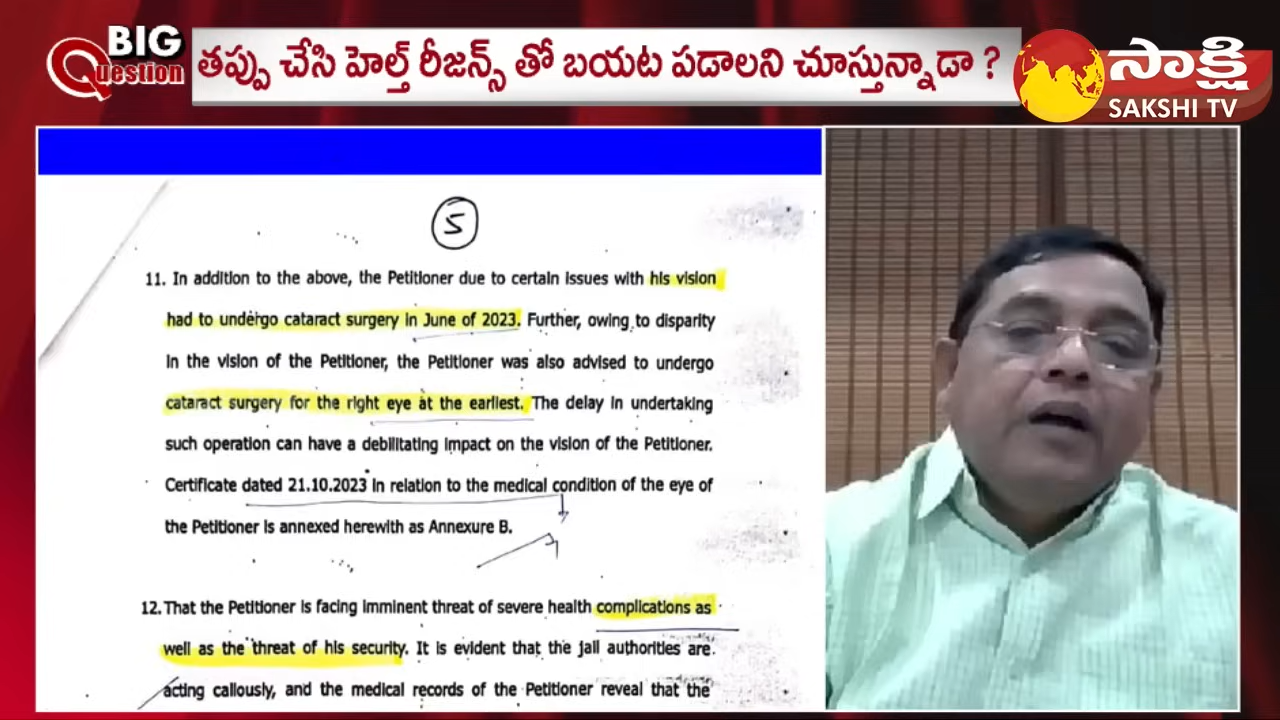 BIG
Question
తప్పు చేసి హెల్త్ రీజన్స్ తో బయట పడాలని చూస్తున్నాడా ?
సాక్షి
SAKSHI TV
5
11. In addition to the above, the Petitioner due to certain issues with his vision
had to undergo cataract surgery in June of 2023. Further, owing to disparity
in the vision of the Petitioner, the Petitioner was also advised to undergo
cataract surgery for the right eye at the earliest. The delay in undertaking
such operation can have a debilitating impact on the vision of the Petitioner.
Certificate dated 21.10.2023 in relation to the medical condition of the eye of
the Petitioner is annexed herewith as Annexure B.
12. That the Petitioner is facing imminent threat of severe health complications as
well as the threat of his security. It is evident that the jail authorities are
acting callously, and the medical records of the Petitioner reveal that the